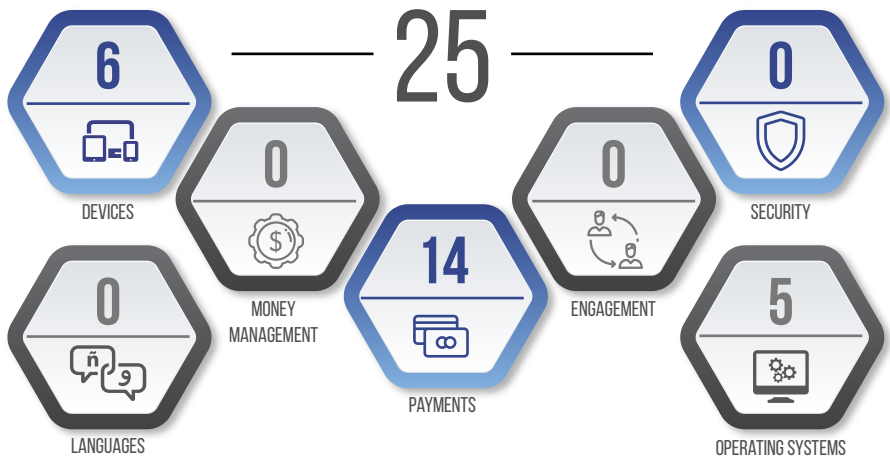 25
6
DEVICES
0
SECURITY
0
MONEY
MANAGEMENT
0
ENGAGEMENT
14
PAYMENTS
0
ñ
و
LANGUAGES
5
OPERATING SYSTEMS